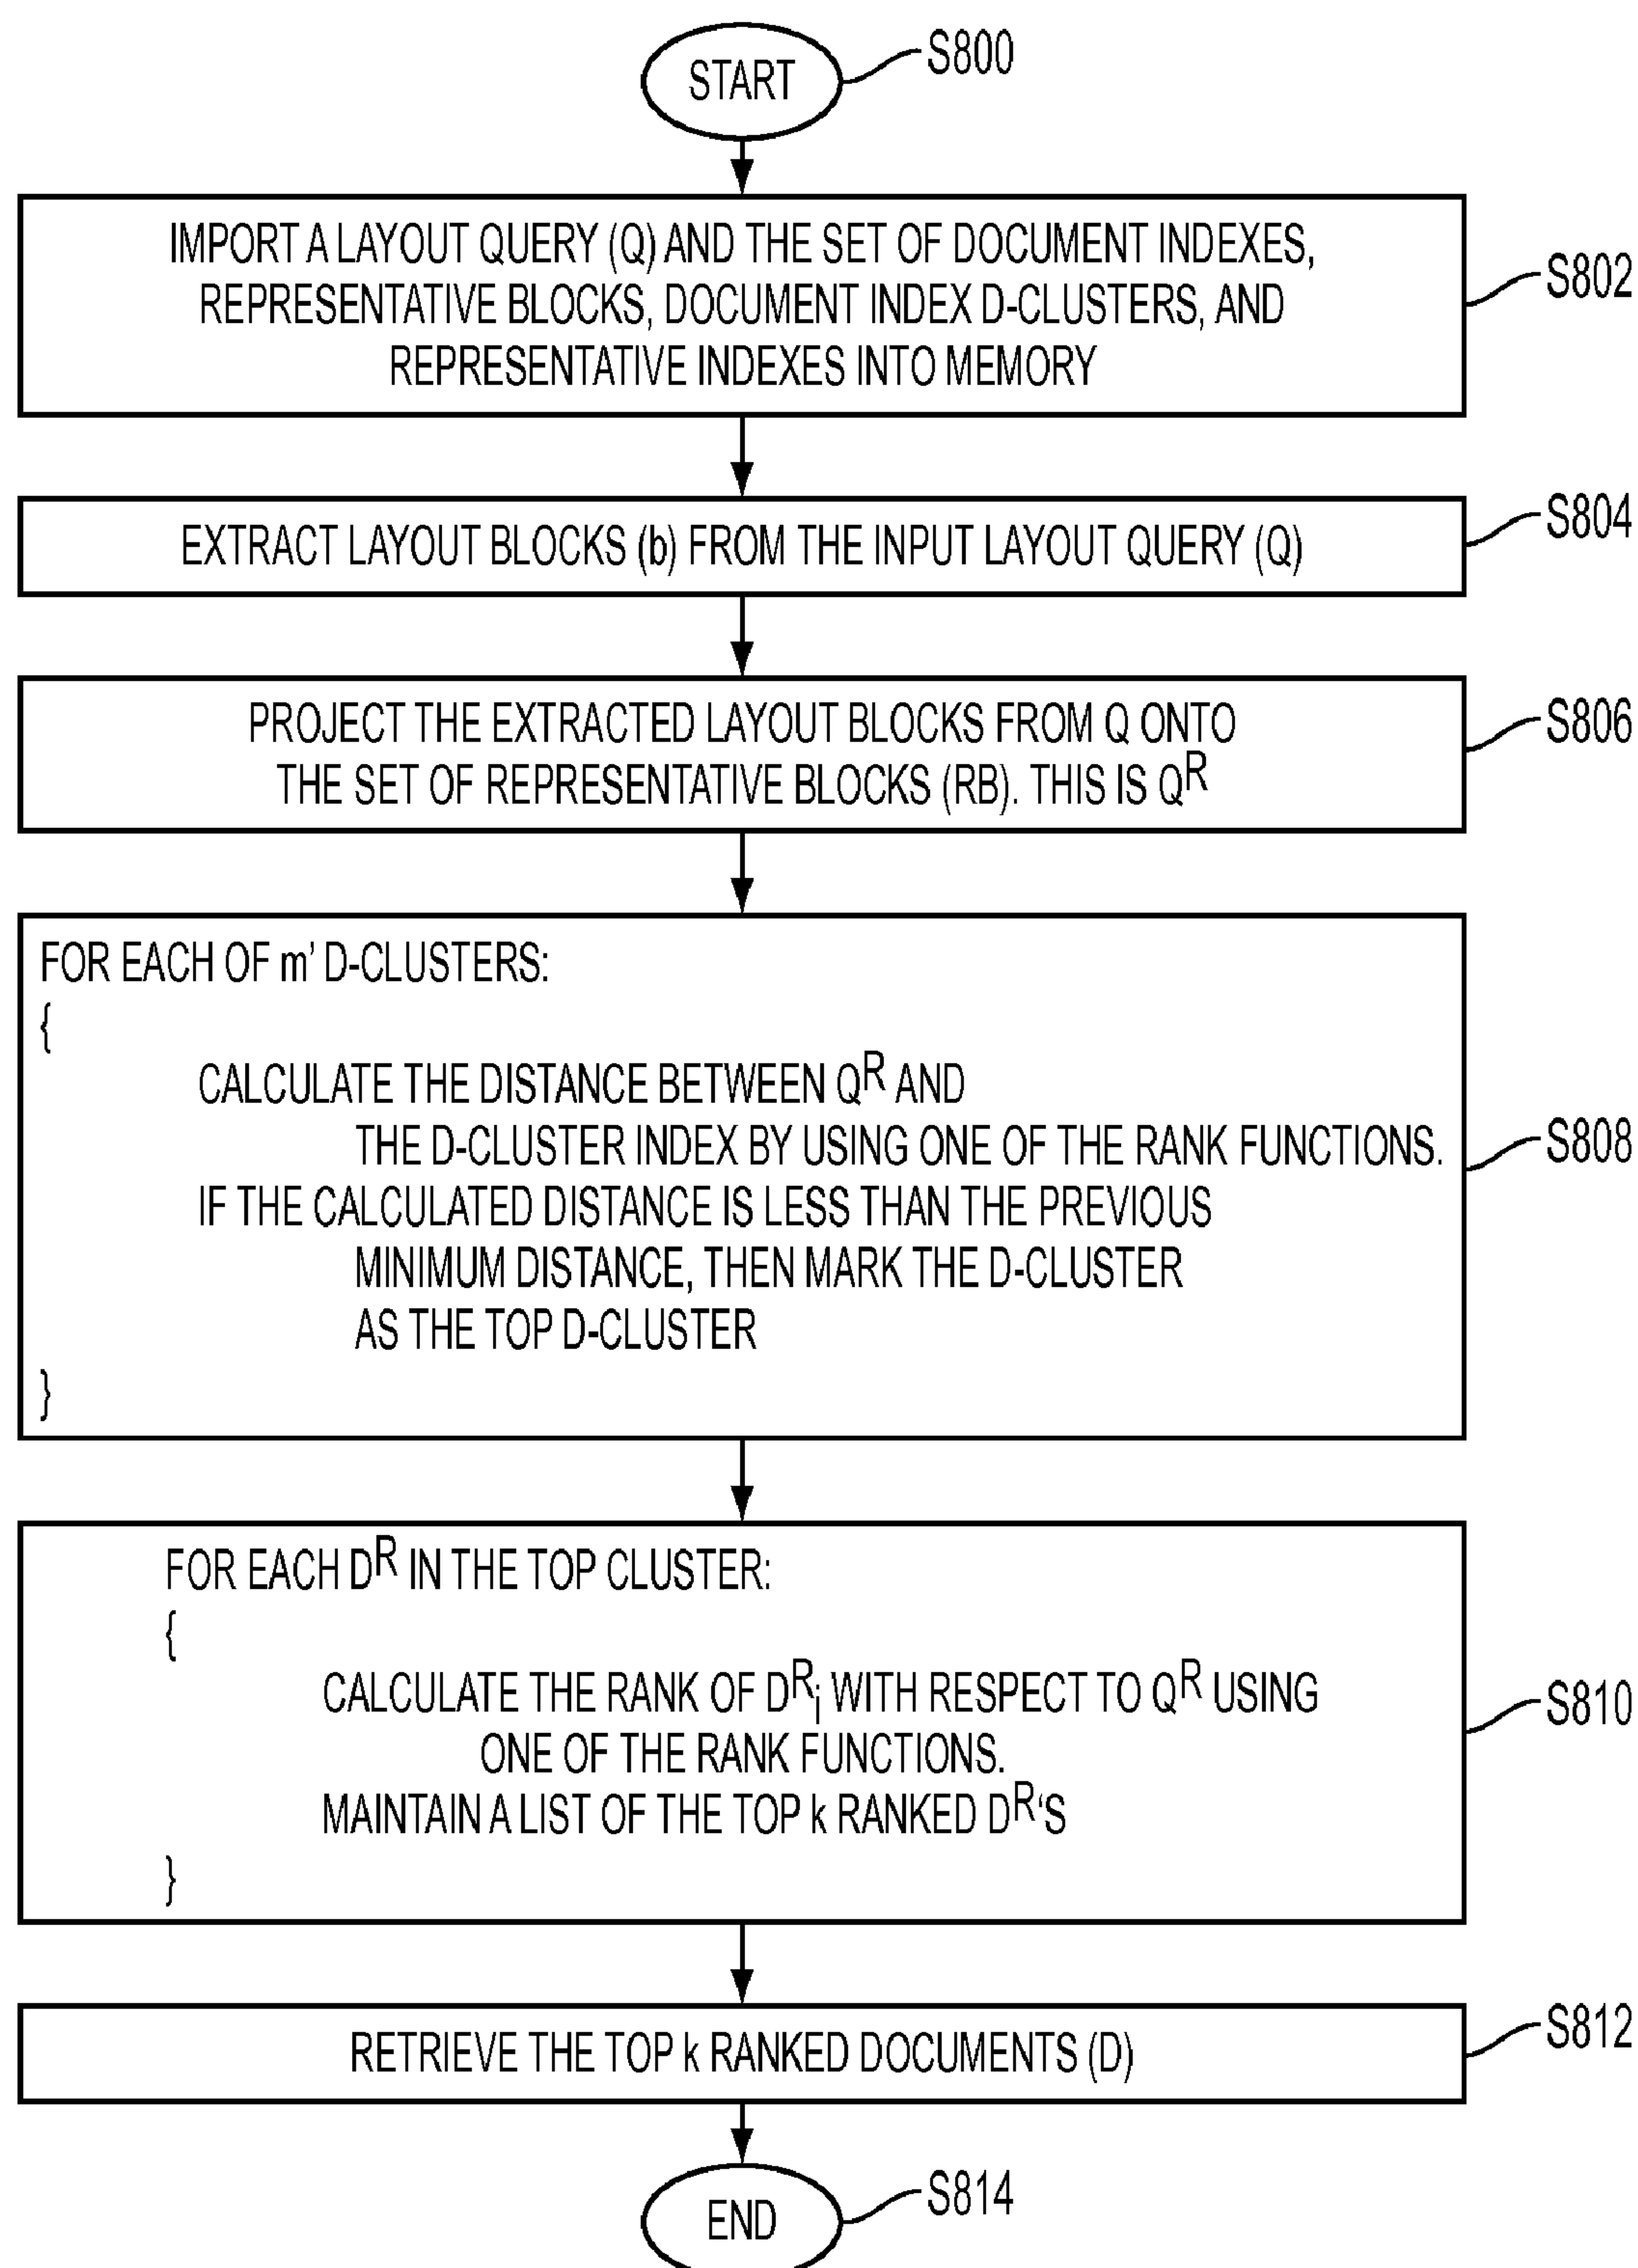 START
S800
IMPORT A LAYOUT QUERY (Q) AND THE SET OF DOCUMENT INDEXES,
REPRESENTATIVE BLOCKS, DOCUMENT INDEX D-CLUSTERS, AND
REPRESENTATIVE INDEXES INTO MEMORY
S802
EXTRACT LAYOUT BLOCKS (b) FROM THE INPUT LAYOUT QUERY (Q)
S804
PROJECT THE EXTRACTED LAYOUT BLOCKS FROM Q ONTO
THE SET OF REPRESENTATIVE BLOCKS (RB). THIS IS Q^R
S806
FOR EACH OF m' D-CLUSTERS:
{
CALCULATE THE DISTANCE BETWEEN Q^R AND
THE D-CLUSTER INDEX BY USING ONE OF THE RANK FUNCTIONS.
IF THE CALCULATED DISTANCE IS LESS THAN THE PREVIOUS
MINIMUM DISTANCE, THEN MARK THE D-CLUSTER
AS THE TOP D-CLUSTER
}
S808
FOR EACH D^R IN THE TOP CLUSTER:
{
CALCULATE THE RANK OF D^R_i WITH RESPECT TO Q^R USING
ONE OF THE RANK FUNCTIONS.
MAINTAIN A LIST OF THE TOP k RANKED D^R'S
}
S810
RETRIEVE THE TOP k RANKED DOCUMENTS (D)
S812
END
S814